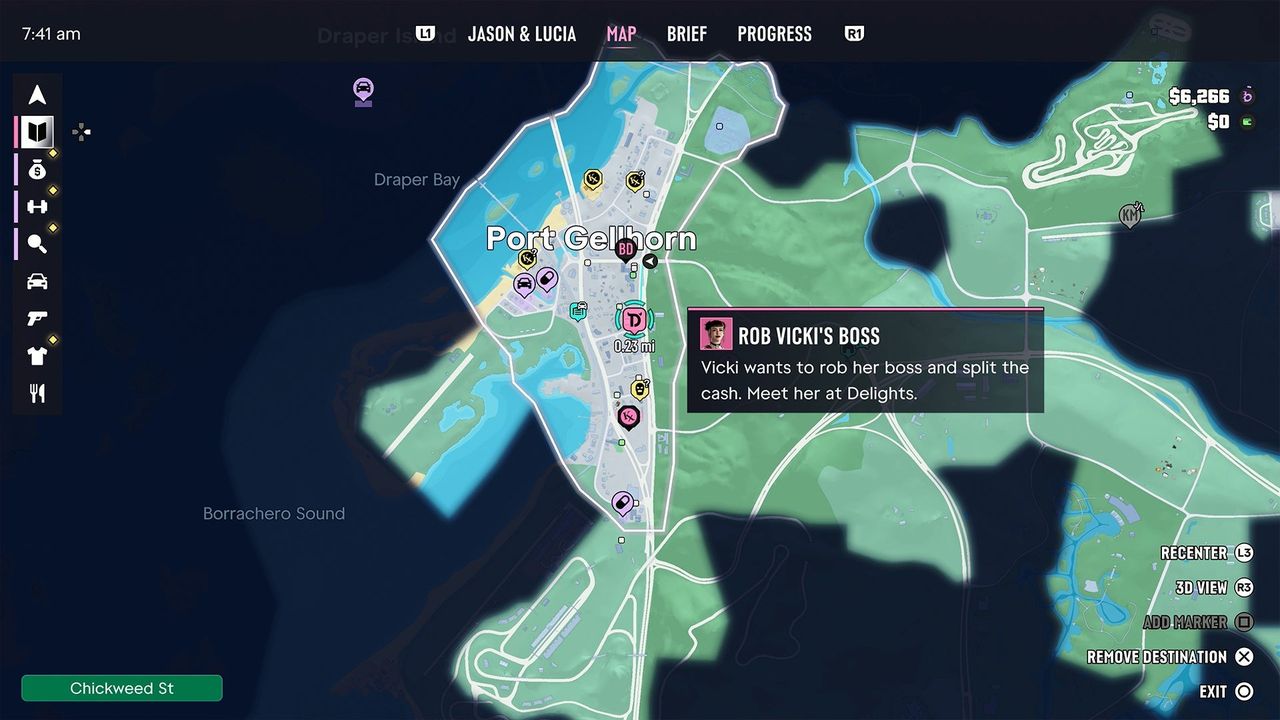 7:41 am
L1
JASON & LUCIA
MAP
BRIEF
PROGRESS
R1
Draper Island
$6,266
$0
Draper Bay
KM
Port Gellhorn
BD
D
0.23 mi
ROB VICKI'S BOSS
Vicki wants to rob her boss and split the
cash. Meet her at Delights.
Borrachero Sound
RECENTER L3
3D VIEW R3
ADD MARKER
REMOVE DESTINATION
EXIT
Chickweed St